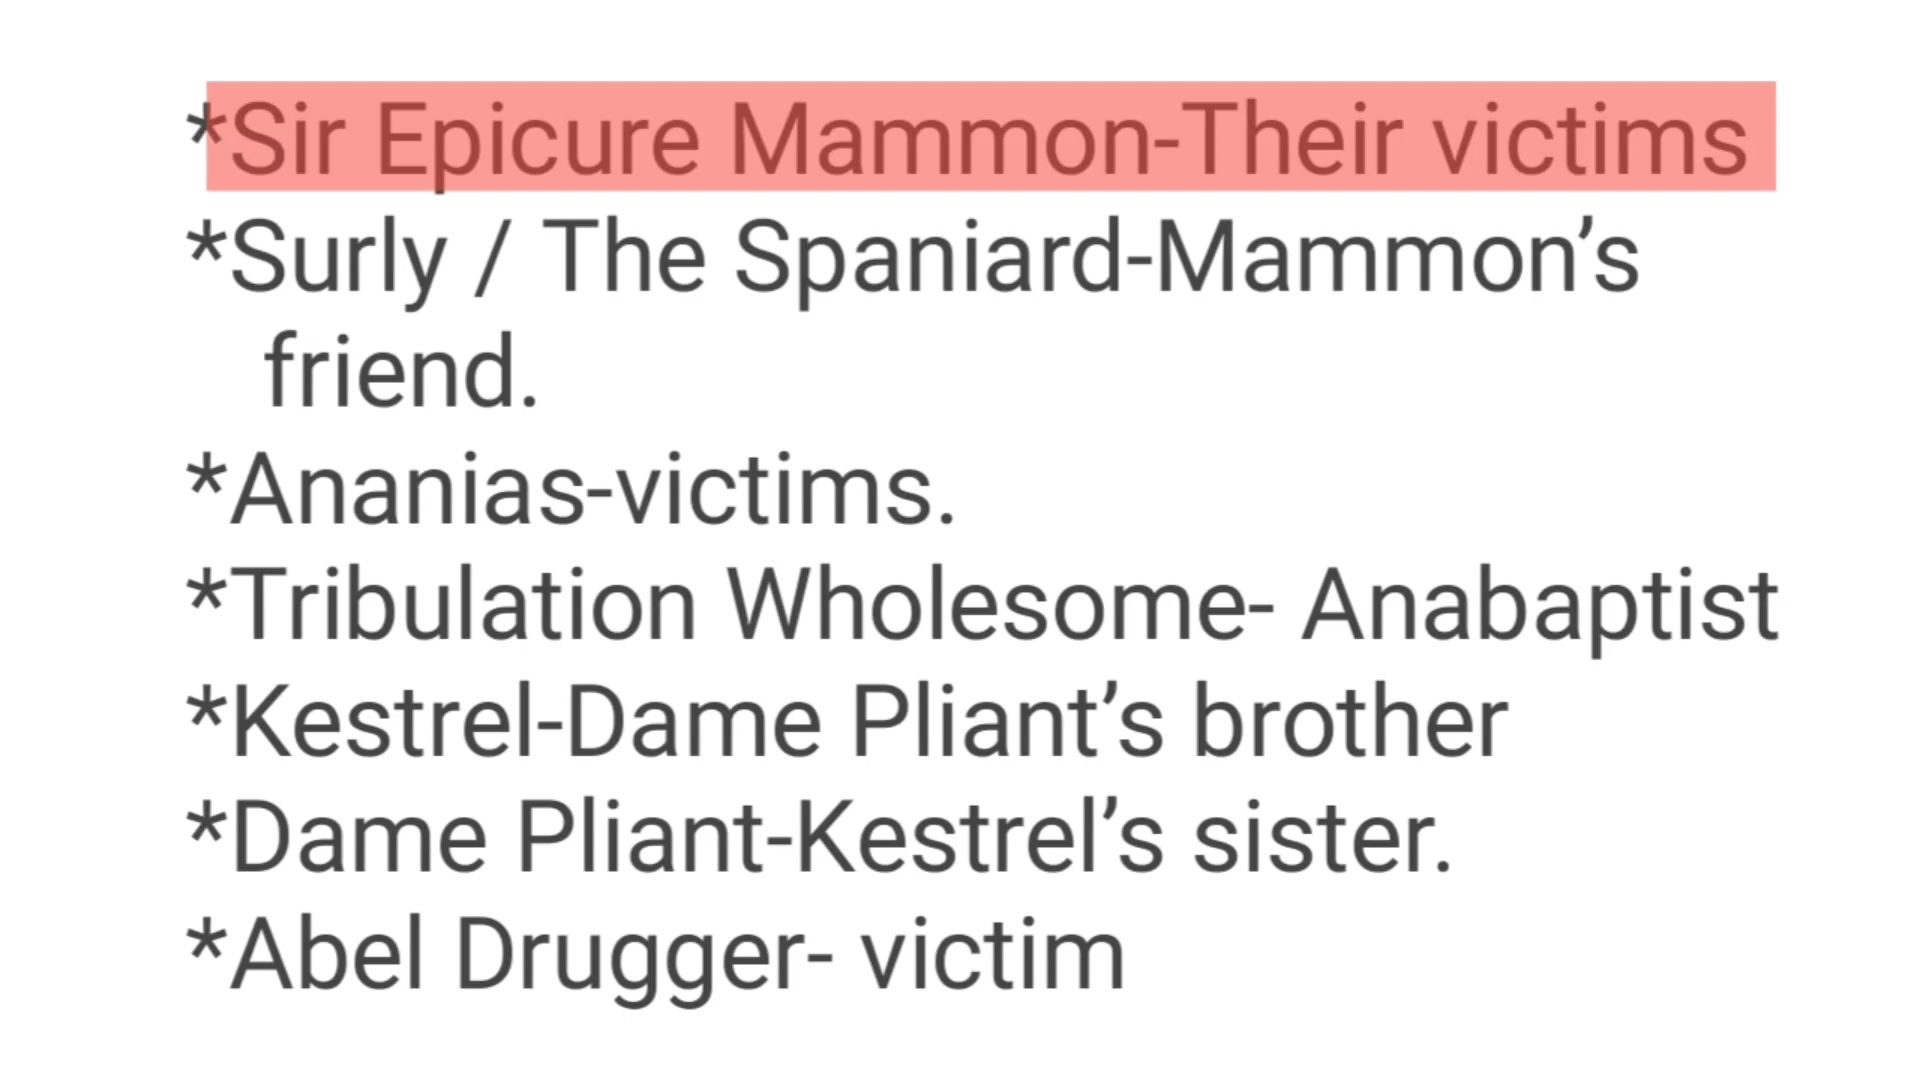 *Sir Epicure Mammon-Their victims
*Surly / The Spaniard-Mammon’s
friend.
*Ananias-victims.
*Tribulation Wholesome- Anabaptist
*Kestrel-Dame Pliant’s brother
*Dame Pliant-Kestrel’s sister.
*Abel Drugger- victim